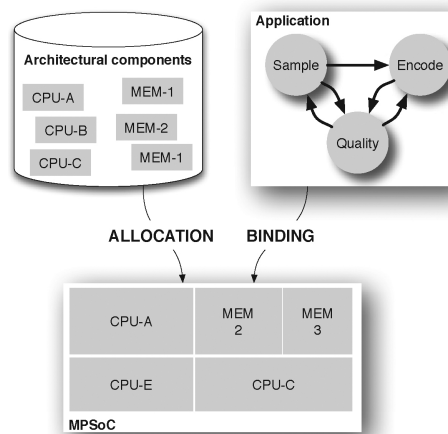 Architectural components
CPU-A
MEM-1
CPU-B
MEM-2
CPU-C
MEM-1
Application
Sample
Encode
Quality
ALLOCATION
BINDING
CPU-A
MEM
2
MEM
3
CPU-E
CPU-C
MPSoC